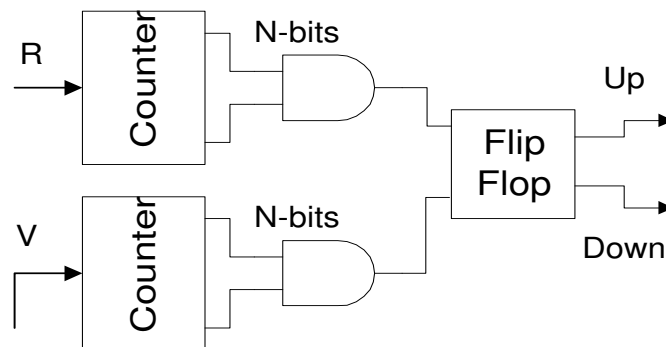 R
Counter
N-bits
Flip
Flop
Up
Down
V
Counter
N-bits